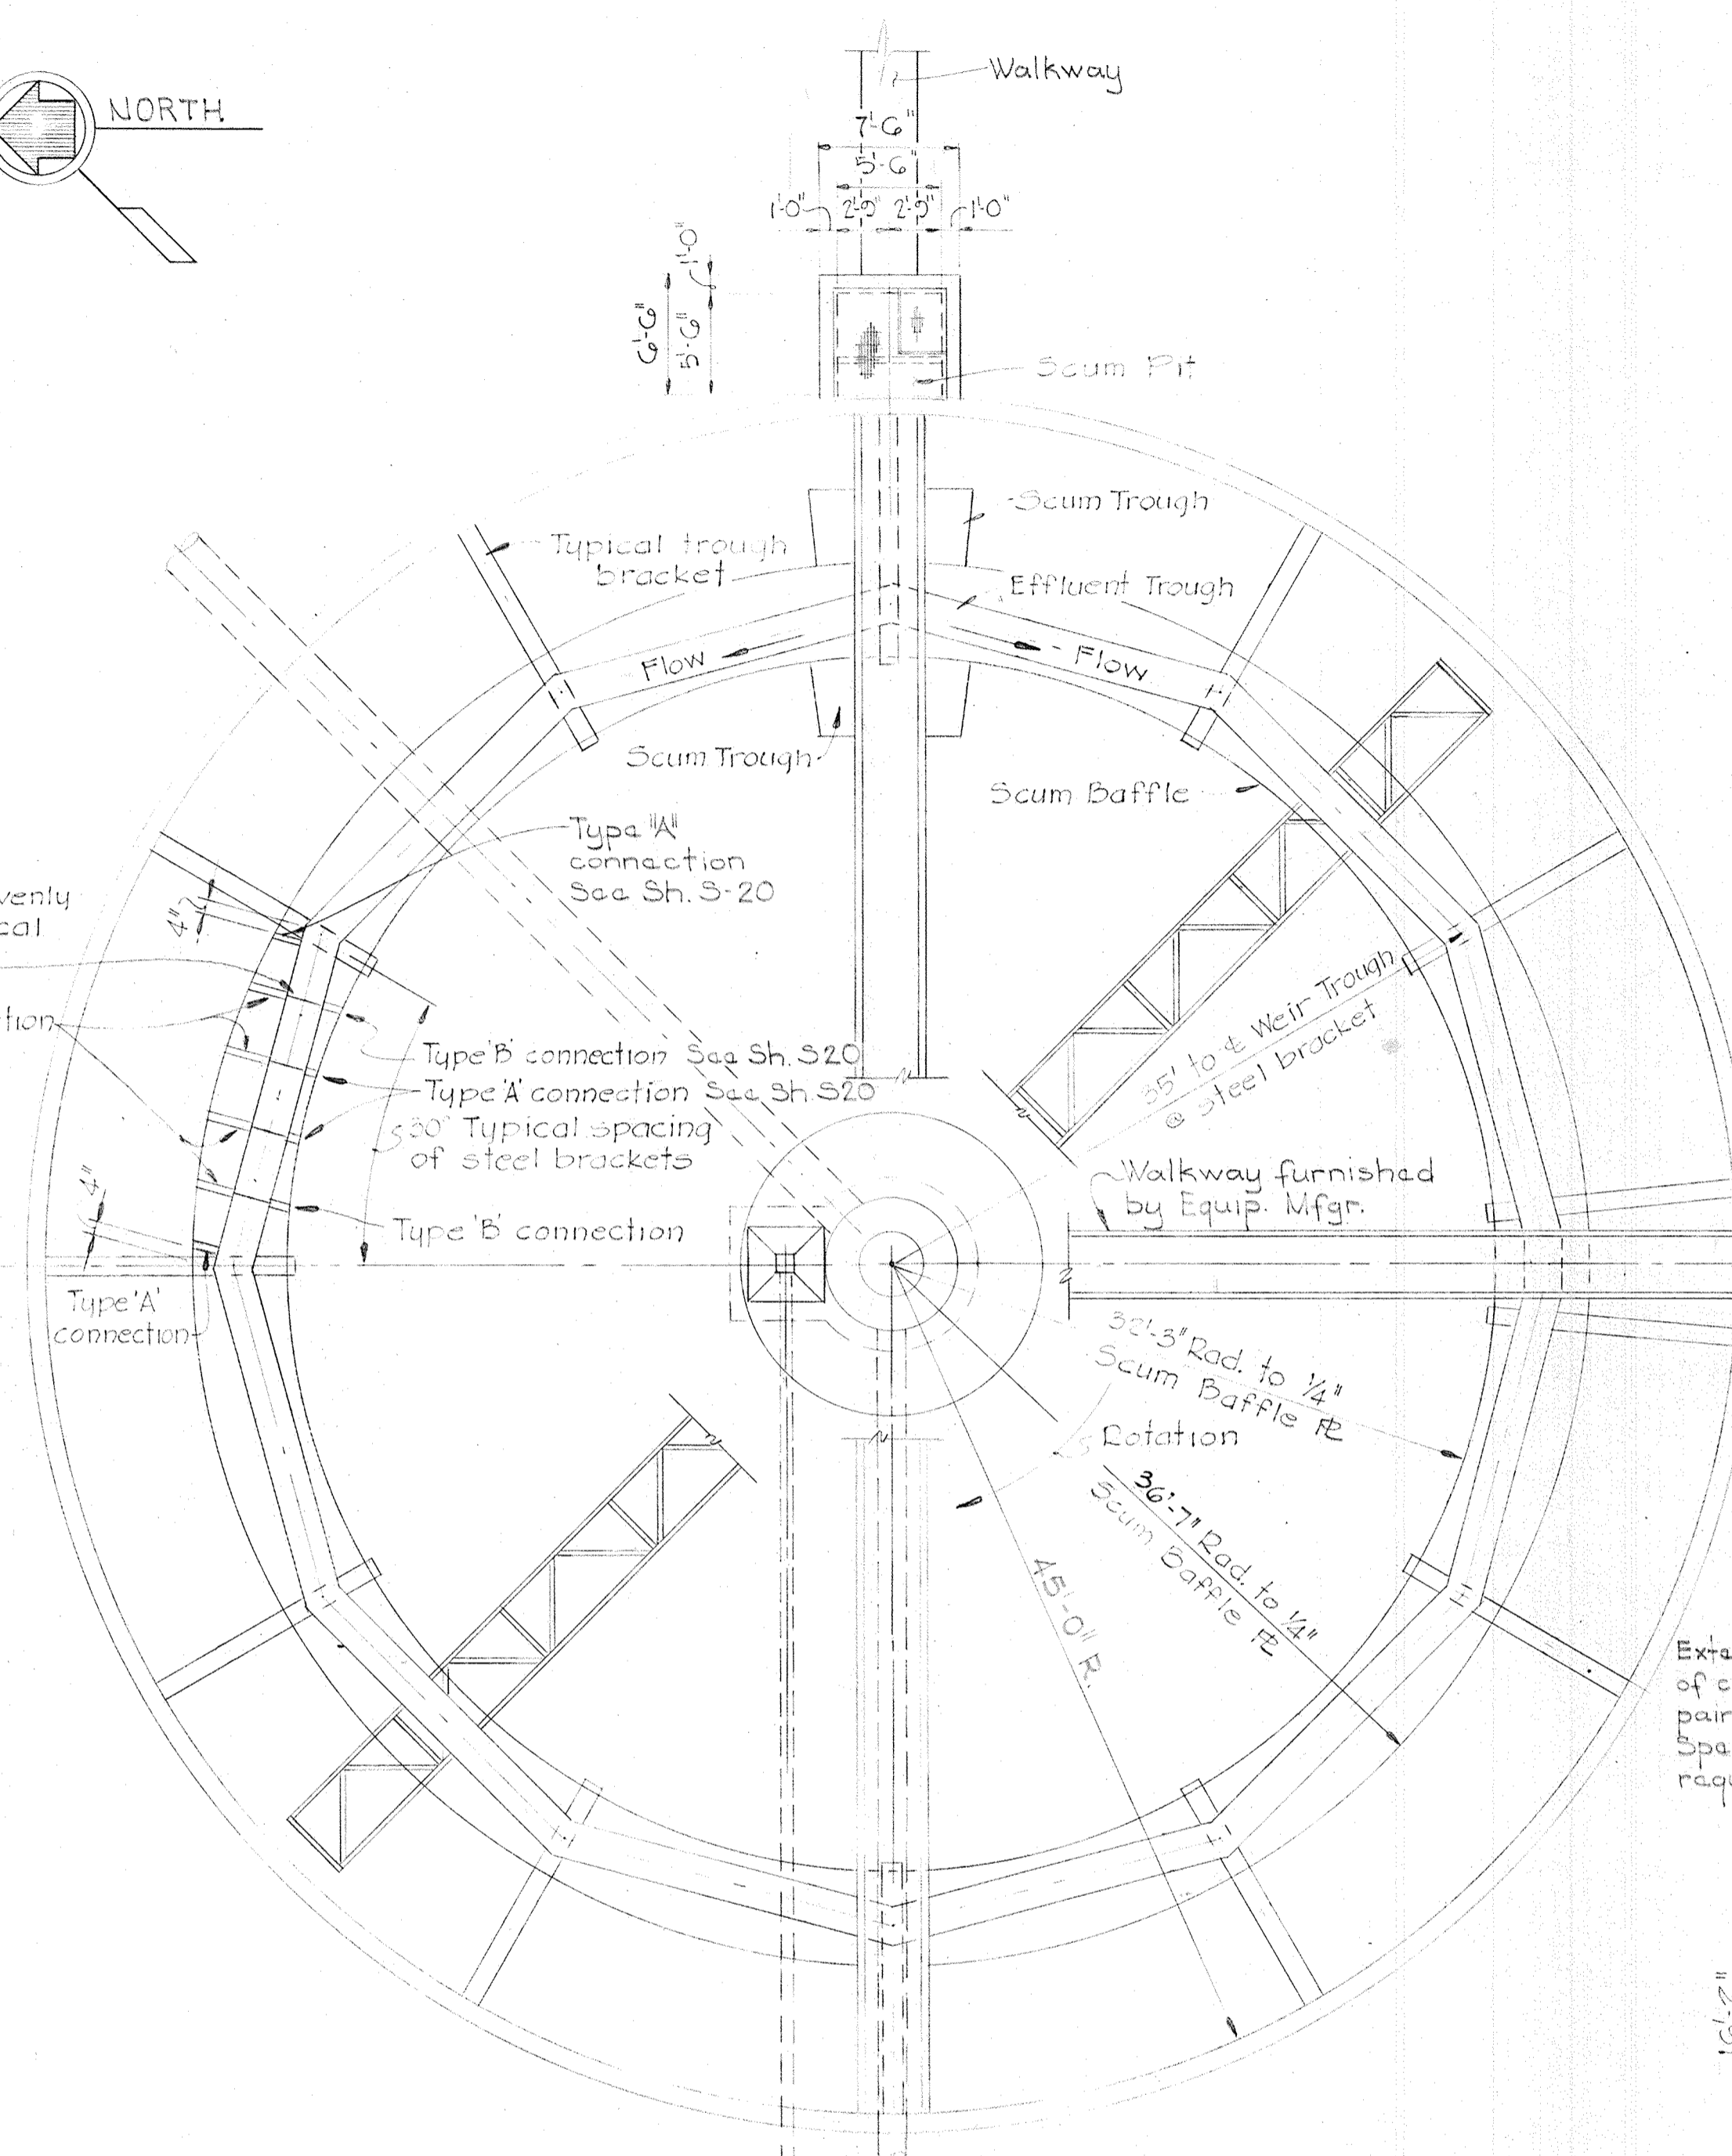 NORTH
Walkway
7'-6"
5'-6"
1'-0" 2'-9" 2'-9" 1'-0"
1'-0"
6'-6"
5'-6"
Scum Pit
Scum Trough
Typical trough
bracket
Effluent Trough
Flow
Flow
Scum Trough
Scum Baffle
Type "A"
connection
See Sh. S-20
4"
35' to ℄ Weir Trough
@ steel bracket
Type 'B' connection See Sh. S20
Type 'A' connection See Sh. S20
30° Typical spacing
of steel brackets
4"
Walkway furnished
by Equip. Mfgr.
Type 'B' connection
Type 'A'
connection
32'-3" Rad. to 1/4"
Scum Baffle ⅊
Rotation
36'-7" Rad. to 1/4"
Scum Baffle ⅊
45'-0" R.
of